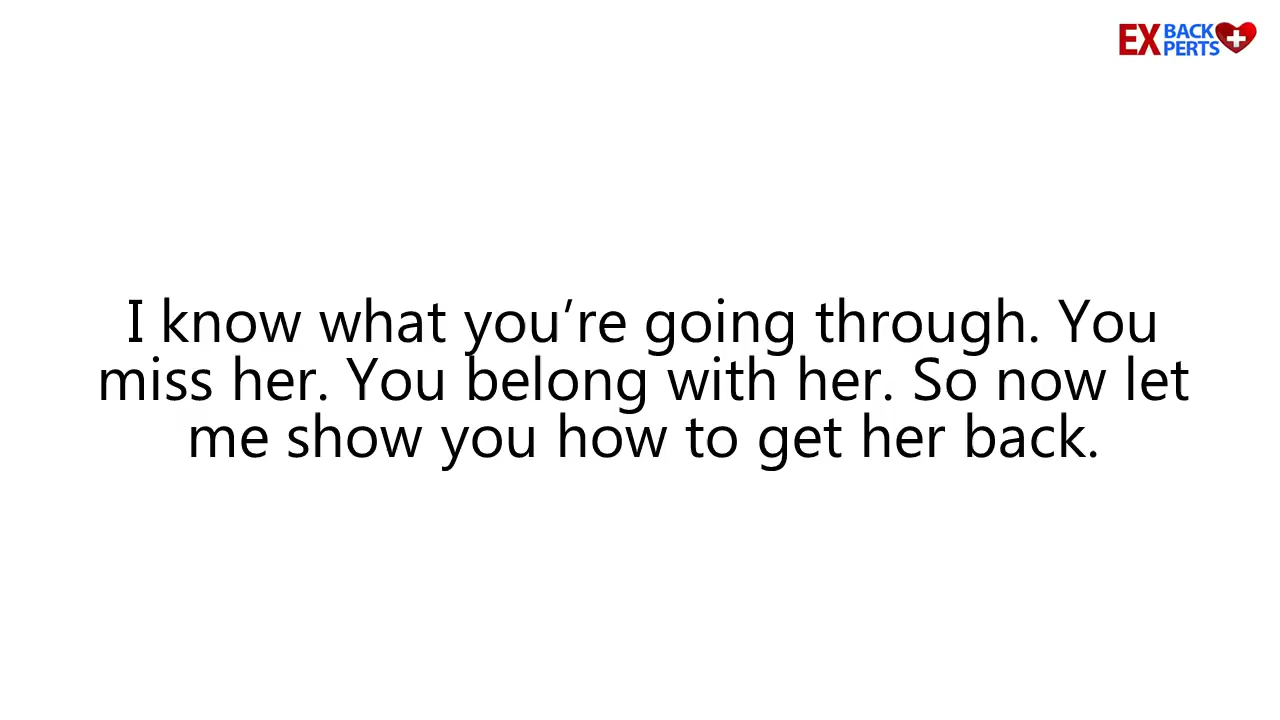 EX BACK
PERTS
I know what you’re going through. You
miss her. You belong with her. So now let
me show you how to get her back.